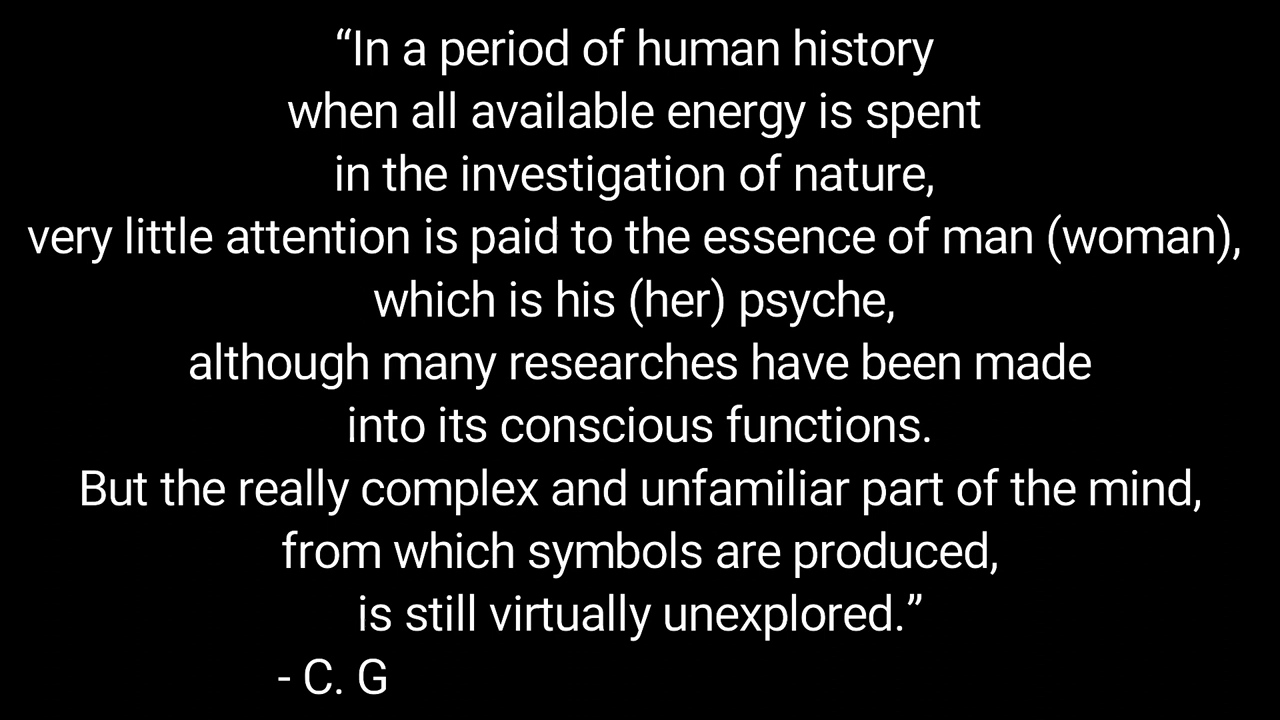 “In a period of human history
when all available energy is spent
in the investigation of nature,
very little attention is paid to the essence of man (woman),
which is his (her) psyche,
although many researches have been made
into its conscious functions.
But the really complex and unfamiliar part of the mind,
from which symbols are produced,
is still virtually unexplored.”
- C. G